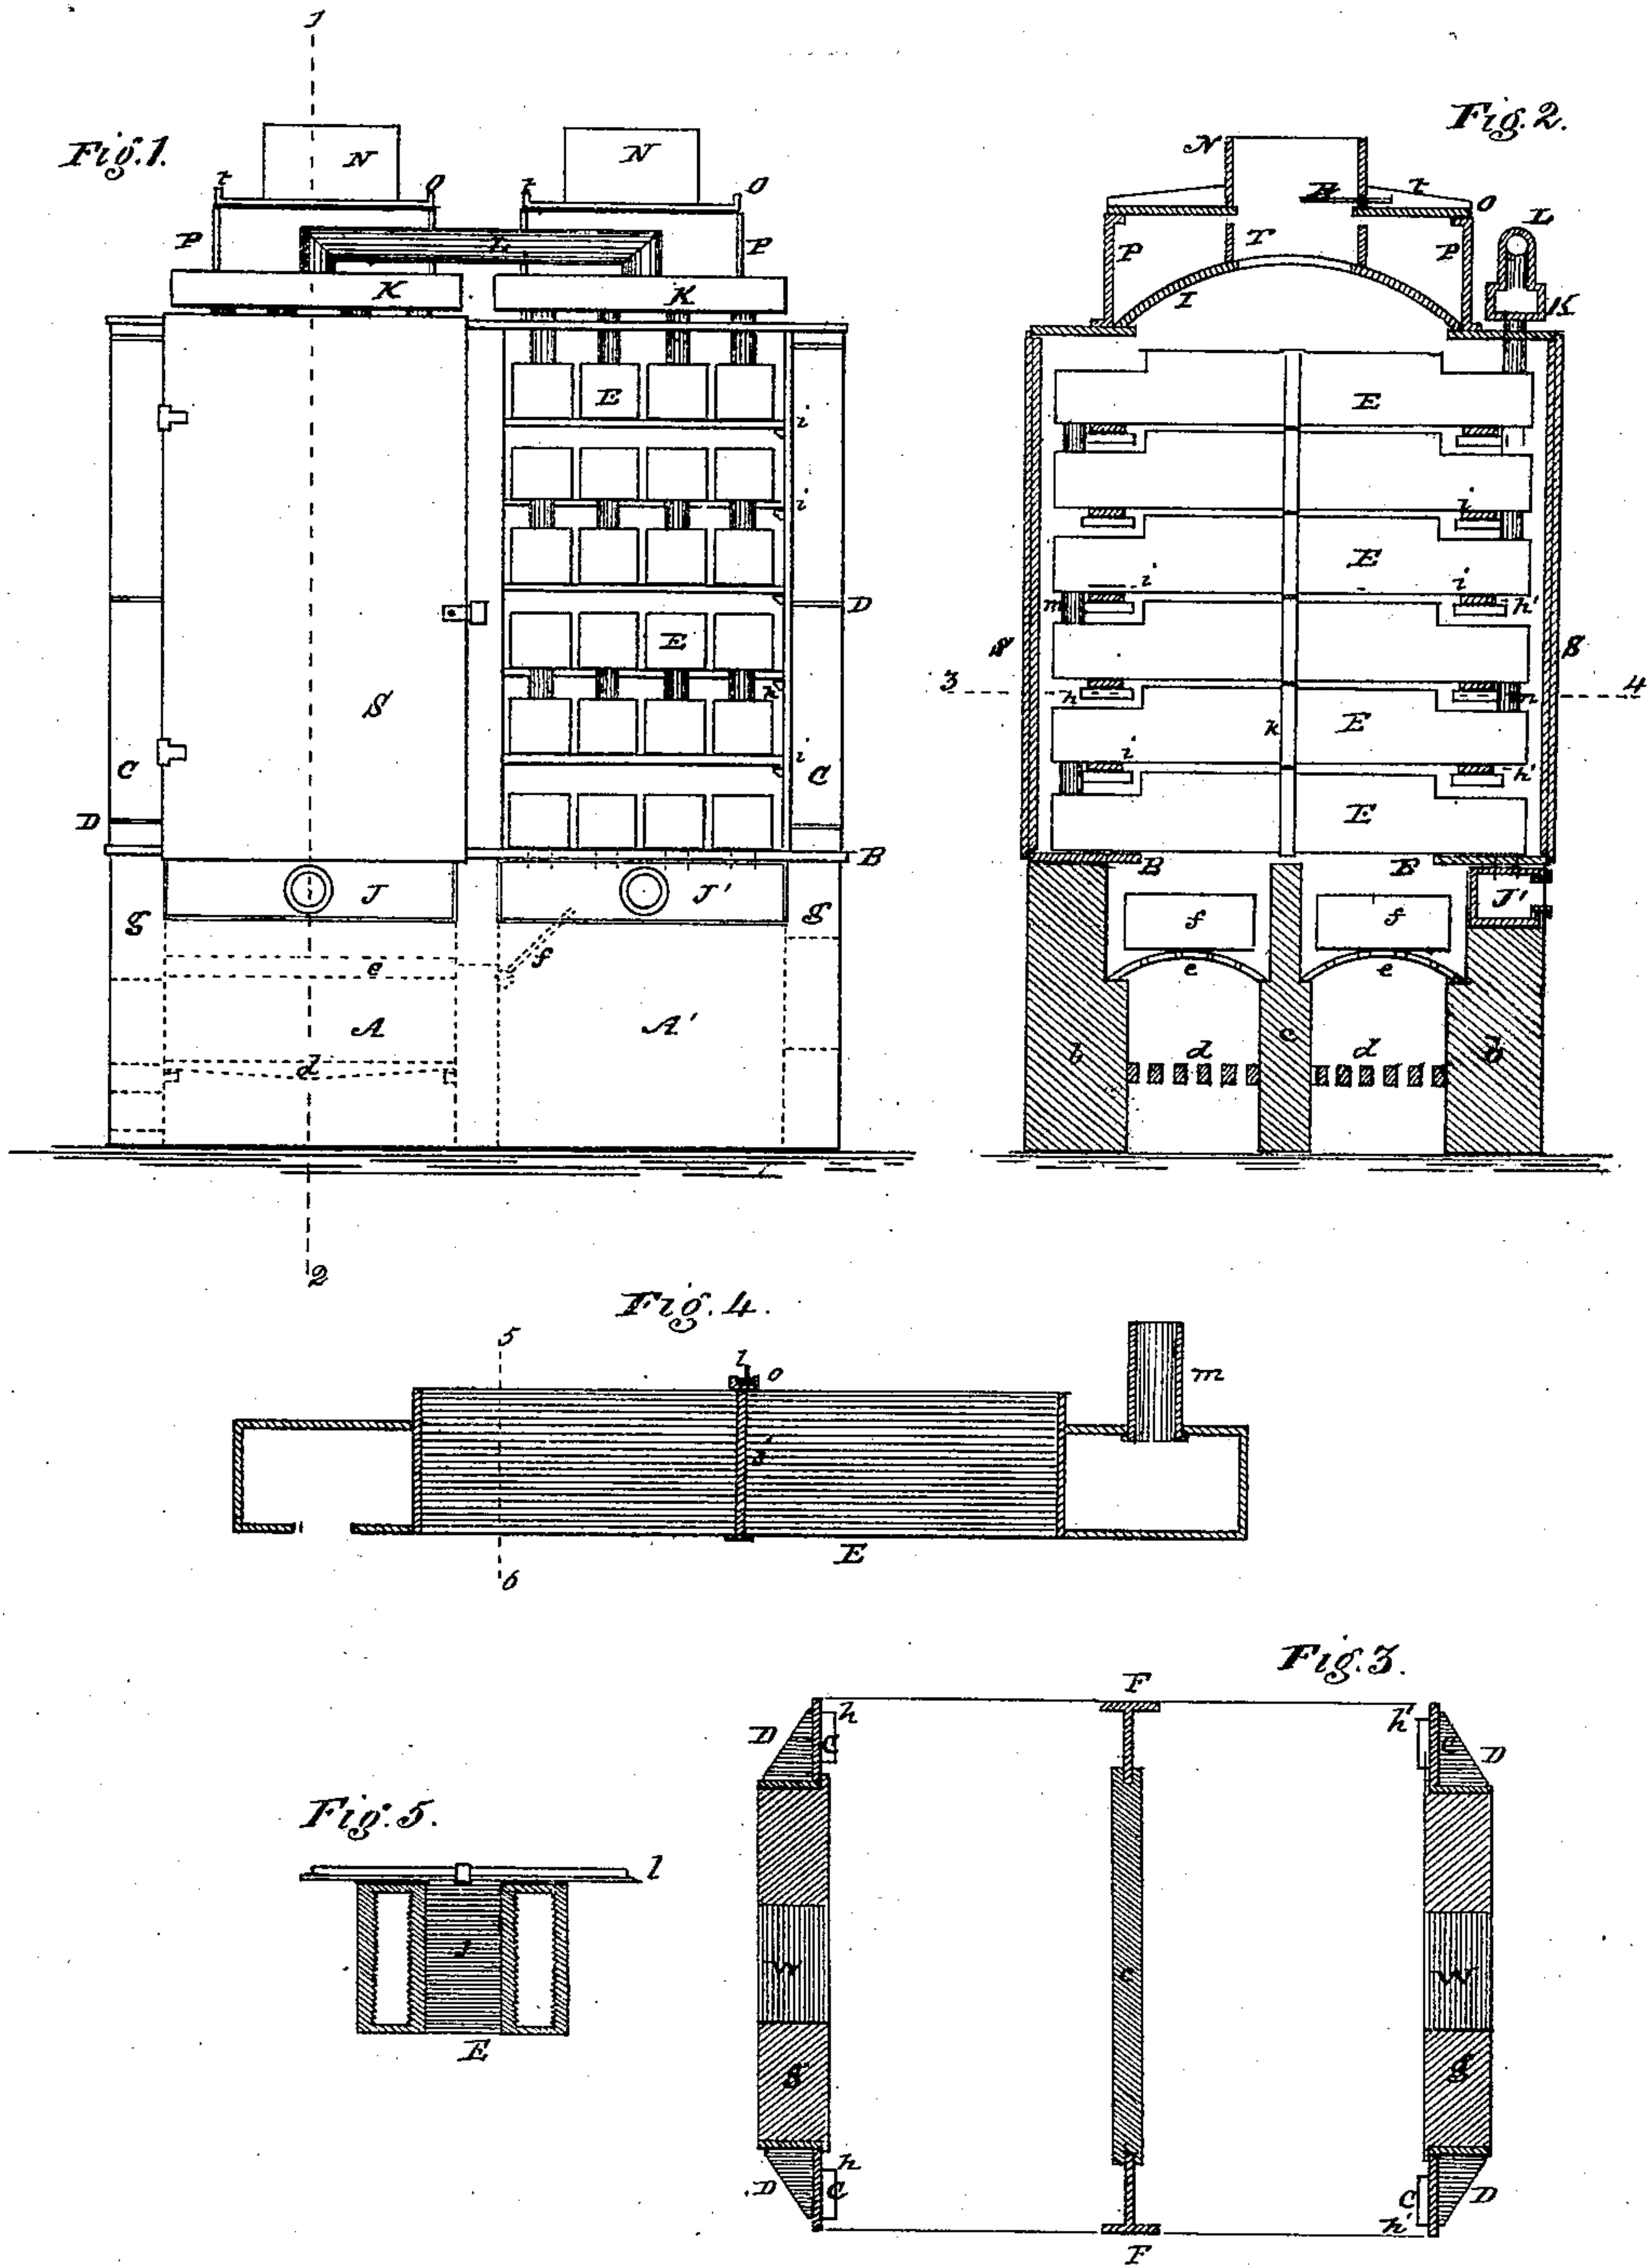 1
Fig. 1.
N
N
t
O
t
O
P
L
P
K
K
E
i
i
D
E
S
h
i
C
C
D
B
J
J'
g
g
f
e
A
A'
d
2
Fig. 2.
N
R
t
O
L
P
T
P
I
K
E
i
E
i
i
m
h'
S
S
3
4
h
m
k
E
i
h'
E
B
B
J'
f
f
e
e
c
b
d
d
b
Fig. 4.
5
l
o
m
j
E
6
Fig. 3.
F
h
h'
D
C
C
D
Fig. 5.
l
j
W
c
W
E
g
g
h
D
C
C
D
h'
F